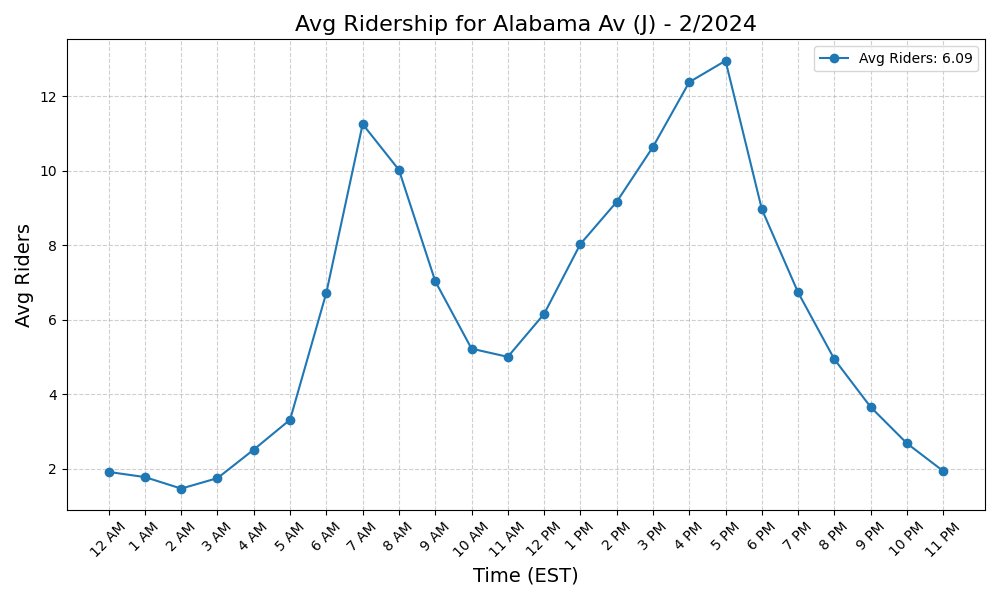 Avg Ridership for Alabama Av (J) - 2/2024
Avg Riders: 6.09
Avg Riders
12
10
8
6
4
2
12 AM
1 AM
2 AM
3 AM
4 AM
5 AM
6 AM
7 AM
8 AM
9 AM
10 AM
11 AM
12 PM
1 PM
2 PM
3 PM
4 PM
5 PM
6 PM
7 PM
8 PM
9 PM
10 PM
11 PM
Time (EST)